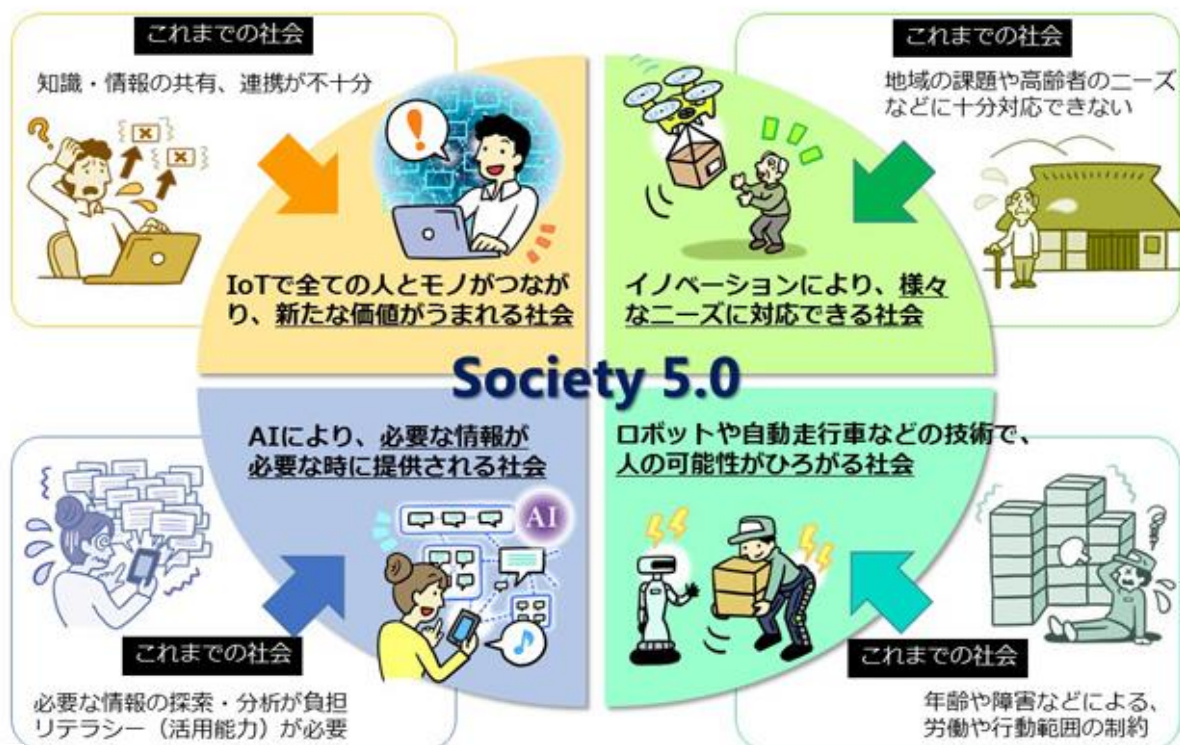 これまでの社会
知識・情報の共有、連携が不十分
IoTで全ての人とモノがつなが
り、新たな価値がうまれる社会
これまでの社会
地域の課題や高齢者のニーズ
などに十分対応できない
イノベーションにより、様々
なニーズに対応できる社会
Society 5.0
AIにより、必要な情報が
必要な時に提供される社会
AI
これまでの社会
必要な情報の探索・分析が負担
リテラシー（活用能力）が必要
ロボットや自動走行車などの技術で、
人の可能性がひろがる社会
これまでの社会
年齢や障害などによる、
労働や行動範囲の制約